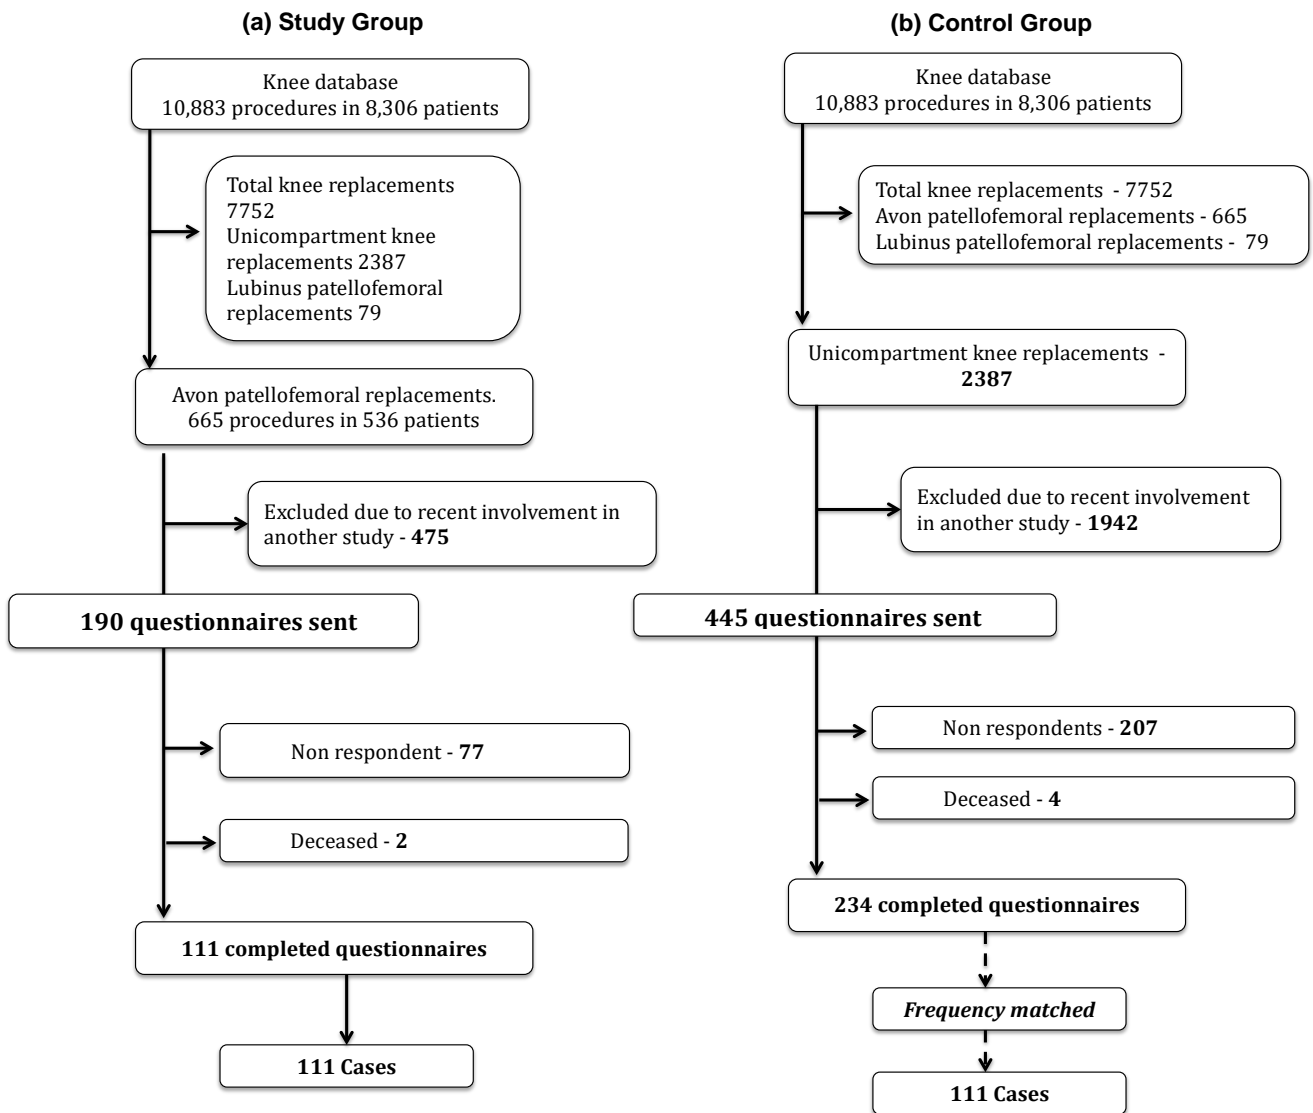 (a) Study Group
Knee database
10,883 procedures in 8,306 patients
Total knee replacements
7752
Unicompartment knee
replacements 2387
Lubinus patellofemoral
replacements 79
Avon patellofemoral replacements.
665 procedures in 536 patients
Excluded due to recent involvement in
another study - 475
190 questionnaires sent
Non respondent - 77
Deceased - 2
111 completed questionnaires
111 Cases
(b) Control Group
Knee database
10,883 procedures in 8,306 patients
Total knee replacements - 7752
Avon patellofemoral replacements - 665
Lubinus patellofemoral replacements - 79
Unicompartment knee replacements -
2387
Excluded due to recent involvement
in another study - 1942
445 questionnaires sent
Non respondents - 207
Deceased - 4
234 completed questionnaires
Frequency matched
111 Cases